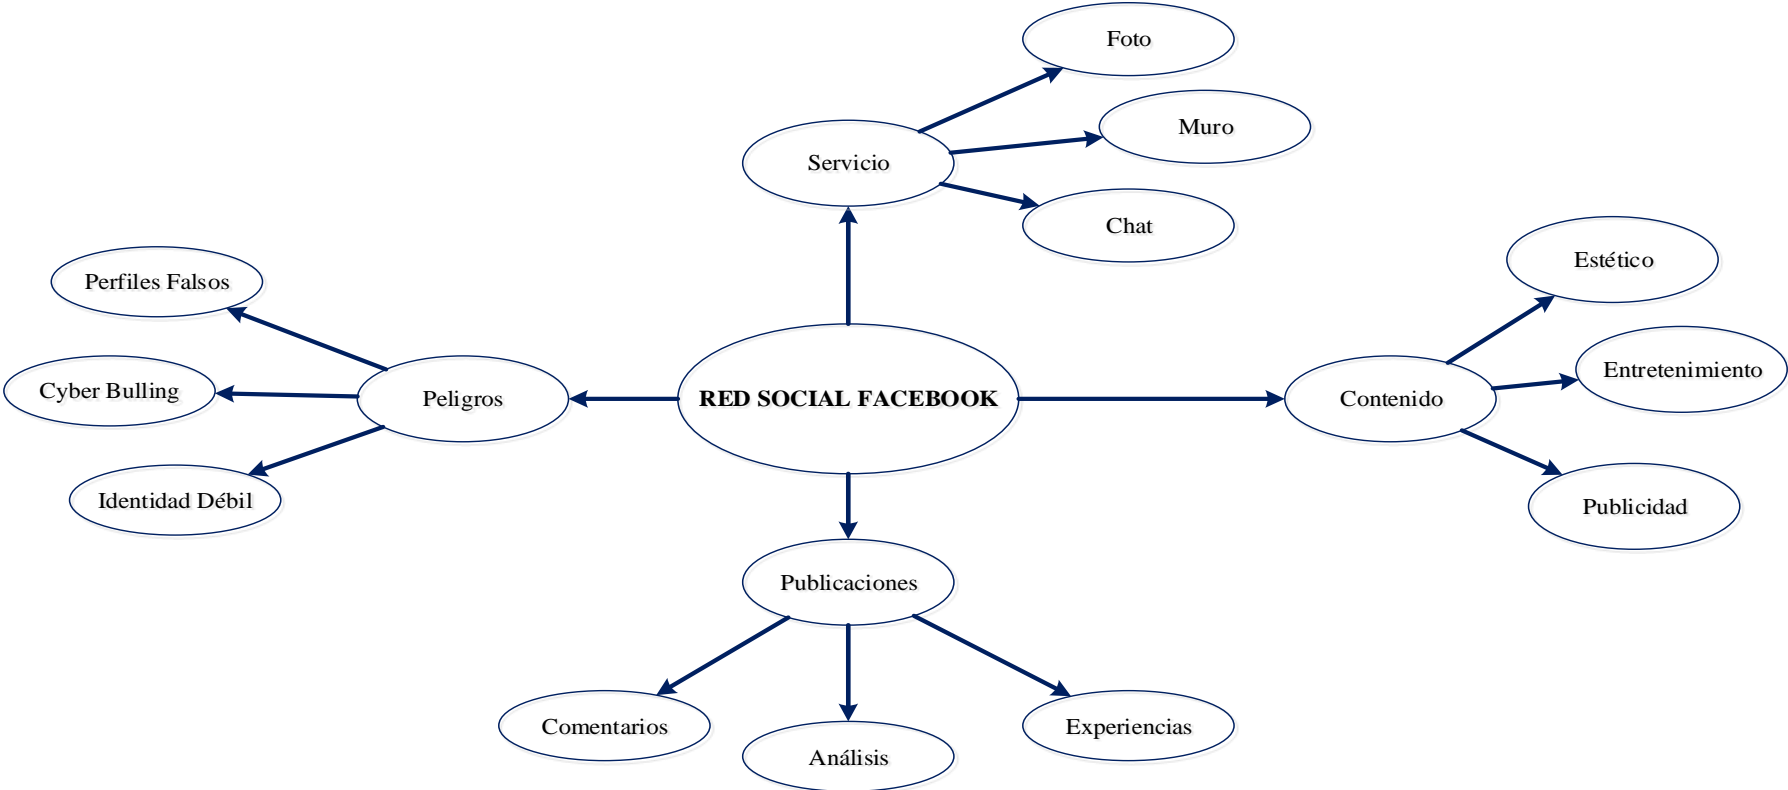 Foto
Muro
Servicio
Chat
Estético
Perfiles Falsos
Entretenimiento
Cyber Bulling
Peligros
RED SOCIAL FACEBOOK
Contenido
Identidad Débil
Publicidad
Publicaciones
Comentarios
Análisis
Experiencias